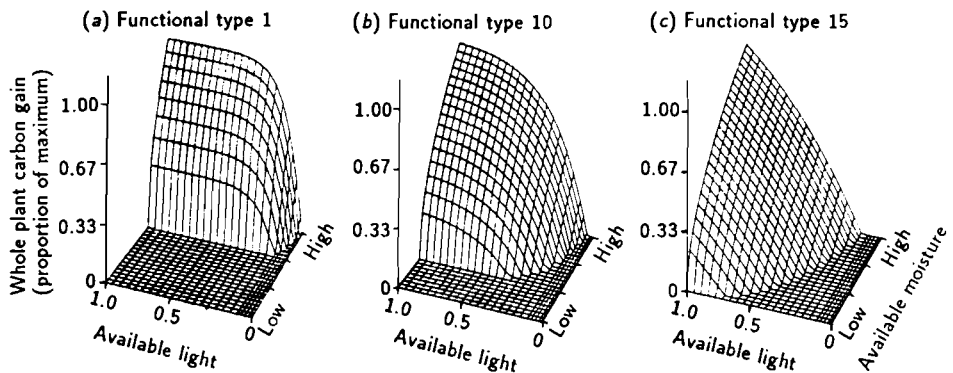 (a) Functional type 1
(b) Functional type 10
(c) Functional type 15
Whole plant carbon gain
(proportion of maximum)
1.00
0.67
0.33
0
1.0
0.5
0
Available light
Low
High
1.00
0.67
0.33
0
1.0
0.5
0
Available light
Low
High
1.00
0.67
0.33
0
1.0
0.5
0
Available light
Low
High
Available moisture